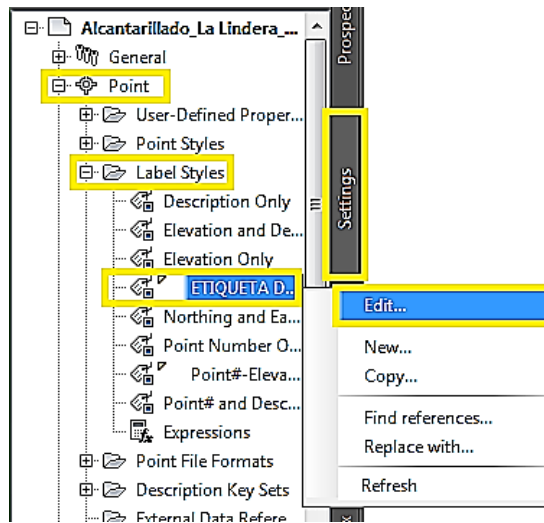 Alcantarillado_La Lindera_...
General
Point
User-Defined Proper...
Point Styles
Label Styles
Description Only
Elevation and De...
Elevation Only
ETIQUETA D...
Northing and Ea...
Point Number O...
Point#-Eleva...
Point# and Desc...
Expressions
Point File Formats
Description Key Sets
External Data Refere...
Prospec
Settings
Edit...
New...
Copy...
Find references...
Replace with...
Refresh